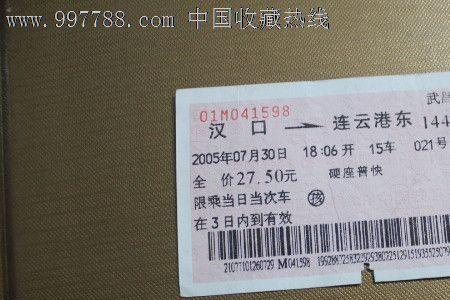 www.997788.com 中国收藏热线
武昌
01M041598
汉 口 → 连云港东 144
2005年07月30日 18:06开 15车 021号
全 价27.50元 硬座普快
限乘当日当次车 孩
在3日内到有效